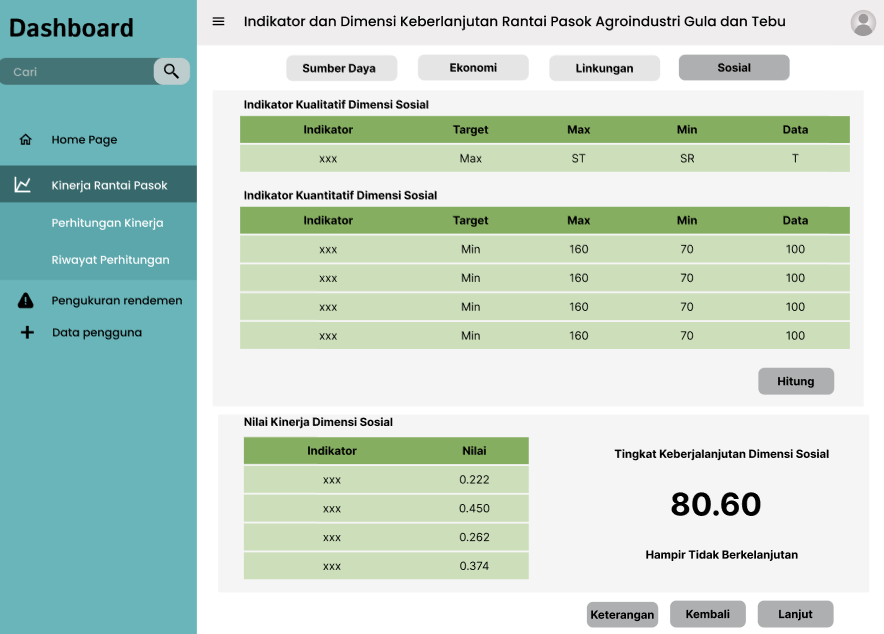 Dashboard
Cari
Home Page
Kinerja Rantai Pasok
Perhitungan Kinerja
Riwayat Perhitungan
Pengukuran rendemen
Data pengguna
Indikator dan Dimensi Keberlanjutan Rantai Pasok Agroindustri Gula dan Tebu
Sumber Daya Ekonomi Linkungan Sosial
Indikator Kualitatif Dimensi Sosial
Indikator Target Max Min Data
xxx Max ST SR T
Indikator Kuantitatif Dimensi Sosial
Indikator Target Max Min Data
xxx Min 160 70 100
xxx Min 160 70 100
xxx Min 160 70 100
xxx Min 160 70 100
Hitung
Nilai Kinerja Dimensi Sosial
Indikator Nilai
xxx 0.222
xxx 0.450
xxx 0.262
xxx 0.374
Tingkat Keberjalanjutan Dimensi Sosial
80.60
Hampir Tidak Berkelanjutan
Keterangan Kembali Lanjut